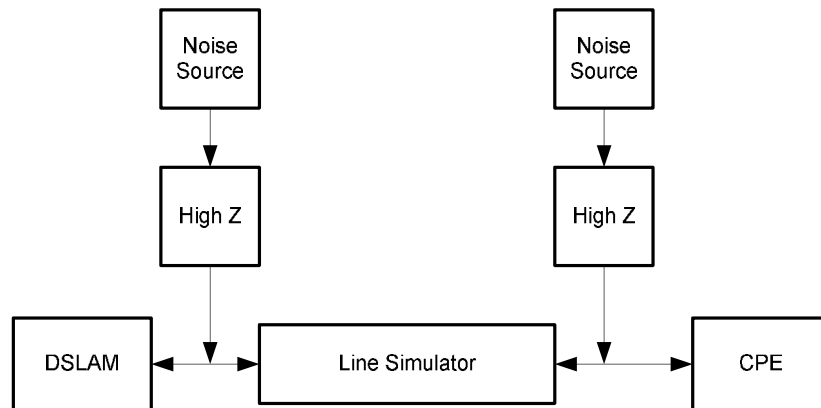 Noise
Source
Noise
Source
High Z
High Z
DSLAM
Line Simulator
CPE